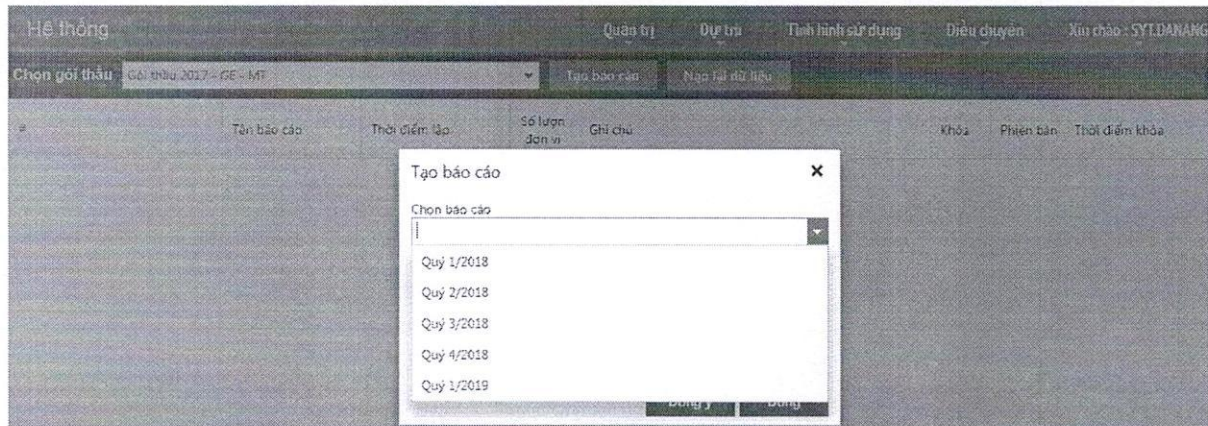 Hệ thống Quản trị Dự trù Tình hình sử dụng Điều chuyển Xin chào : SYT.DANANG
Chọn gói thầu Gói thầu 2017 - GE - MT Tạo báo cáo Nạp lại dữ liệu
# Tên báo cáo Thời điểm lập Số lượn đơn vị Ghi chú Khóa Phiên bản Thời điểm khóa
Tạo báo cáo ×
Chọn báo cáo
Quý 1/2018
Quý 2/2018
Quý 3/2018
Quý 4/2018
Quý 1/2019
Đồng ý Đóng